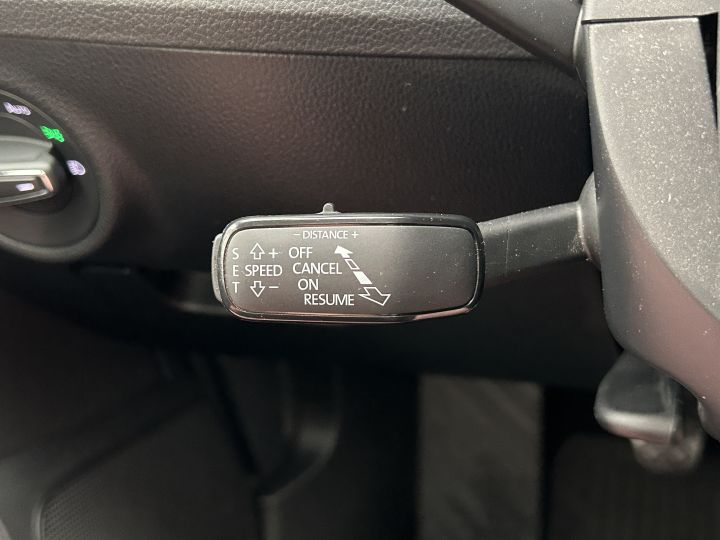 − DISTANCE +
S + OFF
E SPEED CANCEL
T − ON
RESUME